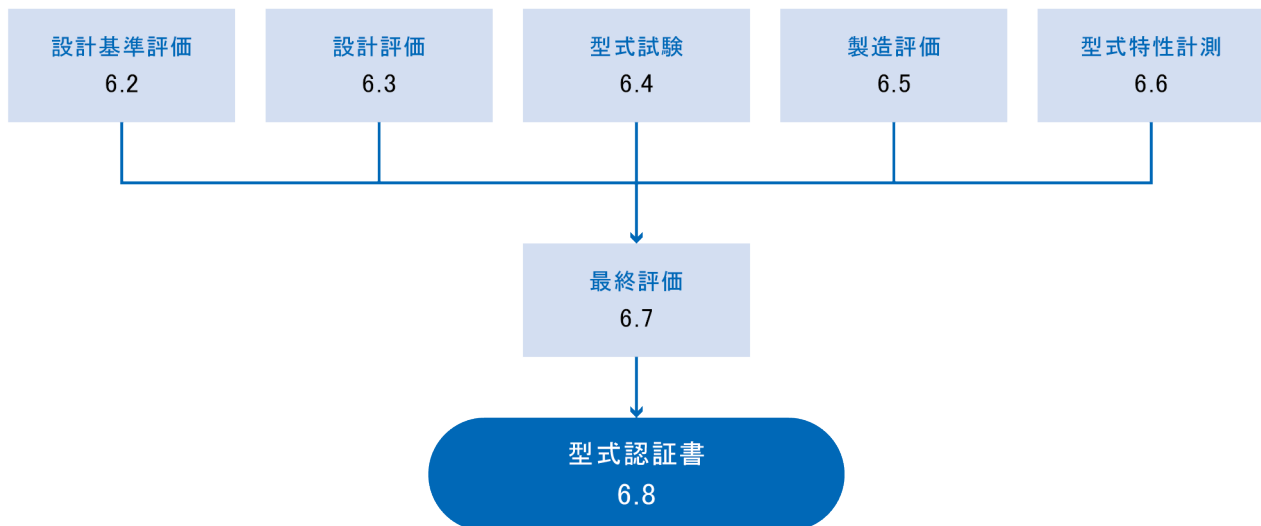 設計基準評価
6.2
設計評価
6.3
型式試験
6.4
製造評価
6.5
型式特性計測
6.6
最終評価
6.7
型式認証書
6.8